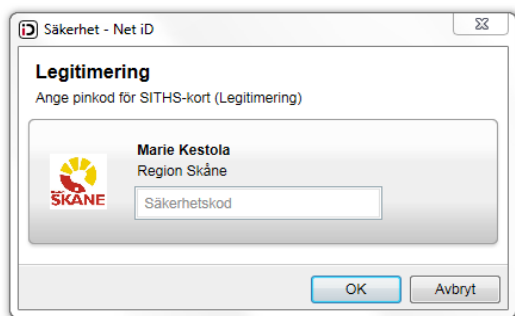 Säkerhet - Net iD
Legitimering
Ange pinkod för SITHS-kort (Legitimering)
Marie Kestola
Region Skåne
SKÅNE
Säkerhetskod
OK
Avbryt